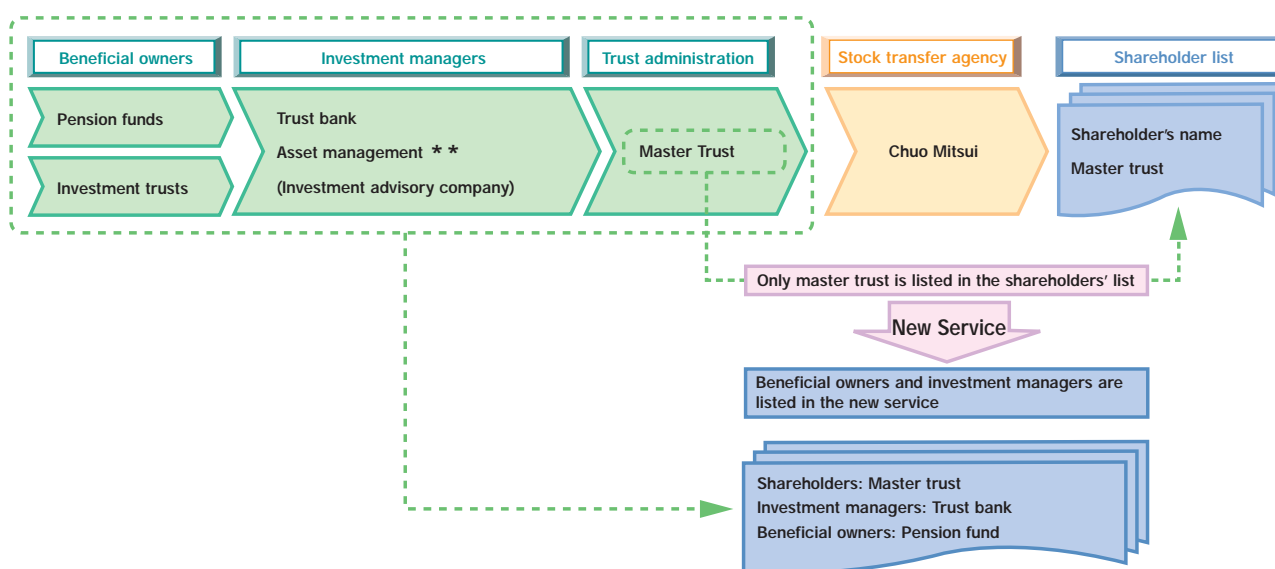 Beneficial owners
Investment managers
Trust administration
Stock transfer agency
Shareholder list
Pension funds
Investment trusts
Trust bank
Asset management **
(Investment advisory company)
Master Trust
Chuo Mitsui
Shareholder’s name
Master trust
Only master trust is listed in the shareholders’ list
New Service
Beneficial owners and investment managers are
listed in the new service
Shareholders: Master trust
Investment managers: Trust bank
Beneficial owners: Pension fund